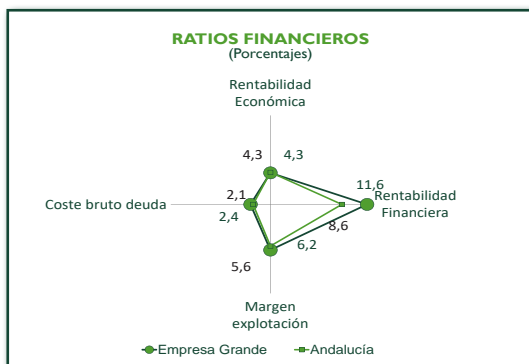 RATIOS FINANCIEROS
(Porcentajes)
Rentabilidad
Económica
4,3 4,3
11,6
2,1
Coste bruto deuda
Rentabilidad
Financiera
2,4
8,6
6,2
5,6
Margen
explotación
Empresa Grande Andalucía